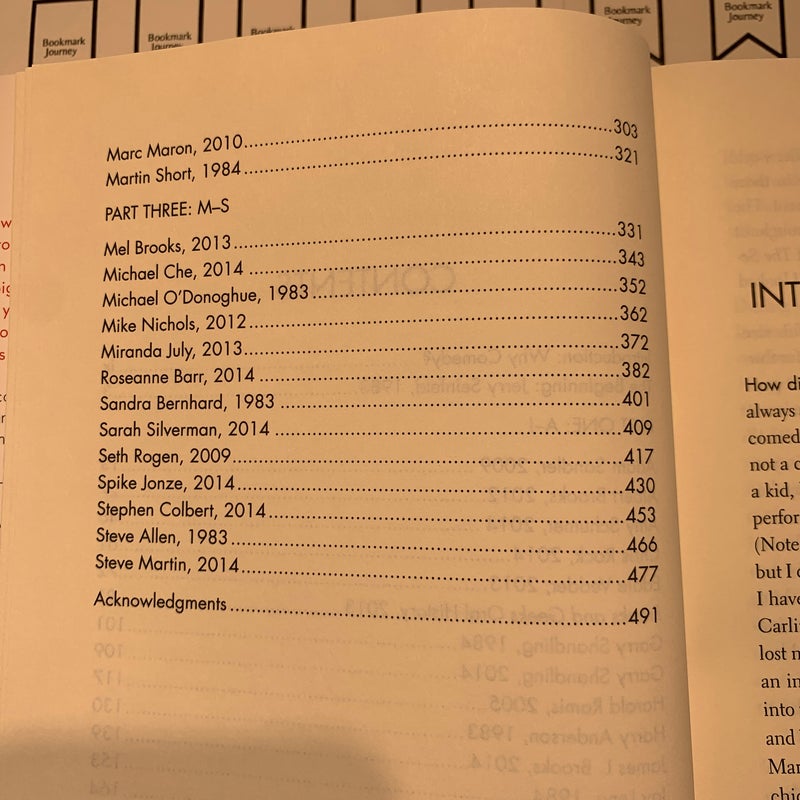 Bookmark
Journey
Bookmark
Journey
Bookmark
Bookmark
Journey
Bookmark
Journey
Marc Maron, 2010 303
Martin Short, 1984 321
PART THREE: M–S
Mel Brooks, 2013 331
Michael Che, 2014 343
Michael O’Donoghue, 1983 352
Mike Nichols, 2012 362
Miranda July, 2013 372
Roseanne Barr, 2014 382
Sandra Bernhard, 1983 401
Sarah Silverman, 2014 409
Seth Rogen, 2009 417
Spike Jonze, 2014 430
Stephen Colbert, 2014 453
Steve Allen, 1983 466
Steve Martin, 2014 477
Acknowledgments 491
INT
How di
always
comed
not a c
a kid,
perfor
(Note
but I
I have
Carli
lost n
an in
into
and
Mar
chic